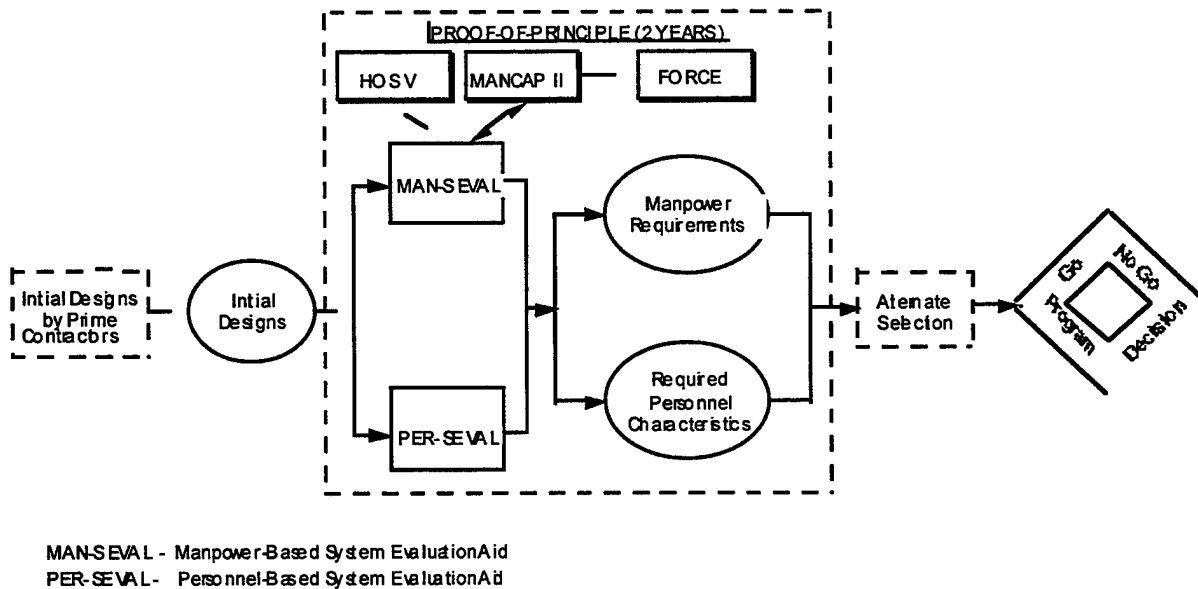 PROOF-OF-PRINCIPLE (2 YEARS)
HOS V
MANCAP II
FORCE
MAN-SEVAL
Manpower
Requirements
Intial Designs
by Prime
Contractors
Intial
Designs
Aternate
Selection
Go
No Go
Program
Decision
PER-SEVAL
Required
Personnel
Characteristics
MAN-SEVAL - Manpower-Based System Evaluation Aid
PER-SEVAL- Personnel-Based System Evaluation Aid